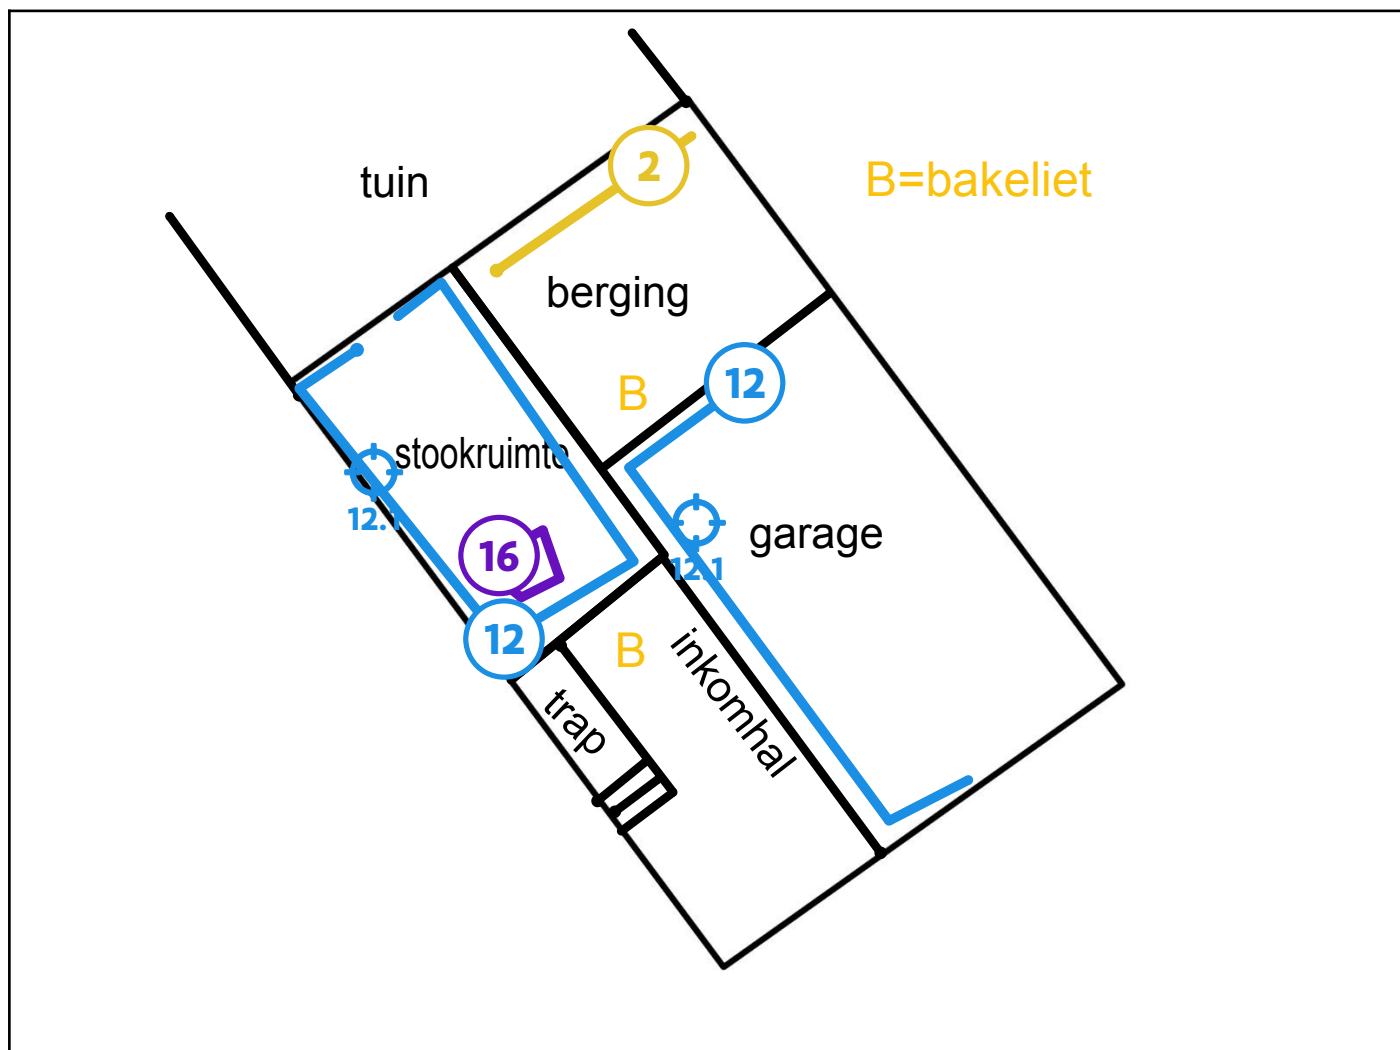 tuin
2
B=bakeliet
berging
12
B
stookruimte
12.1
garage
12.1
16
12
B
inkomhal
trap